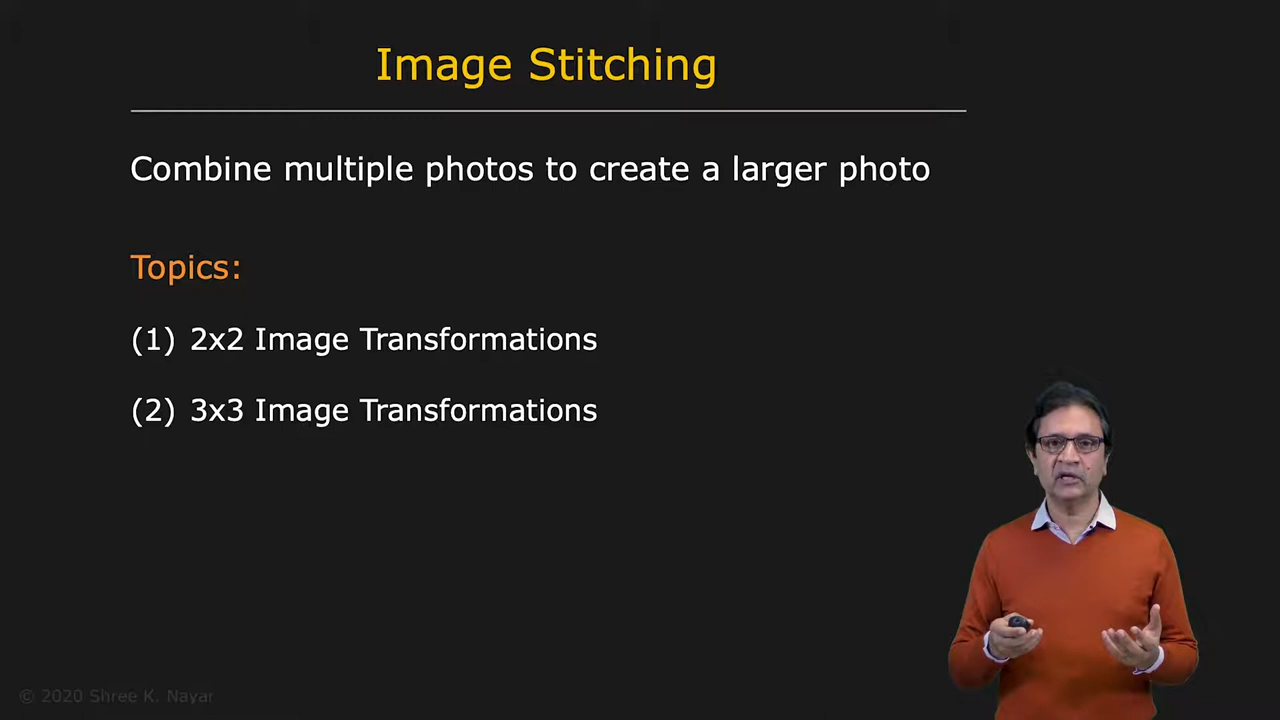 Image Stitching
Combine multiple photos to create a larger photo
Topics:
(1) 2x2 Image Transformations
(2) 3x3 Image Transformations
© 2020 Shree K. Nayar